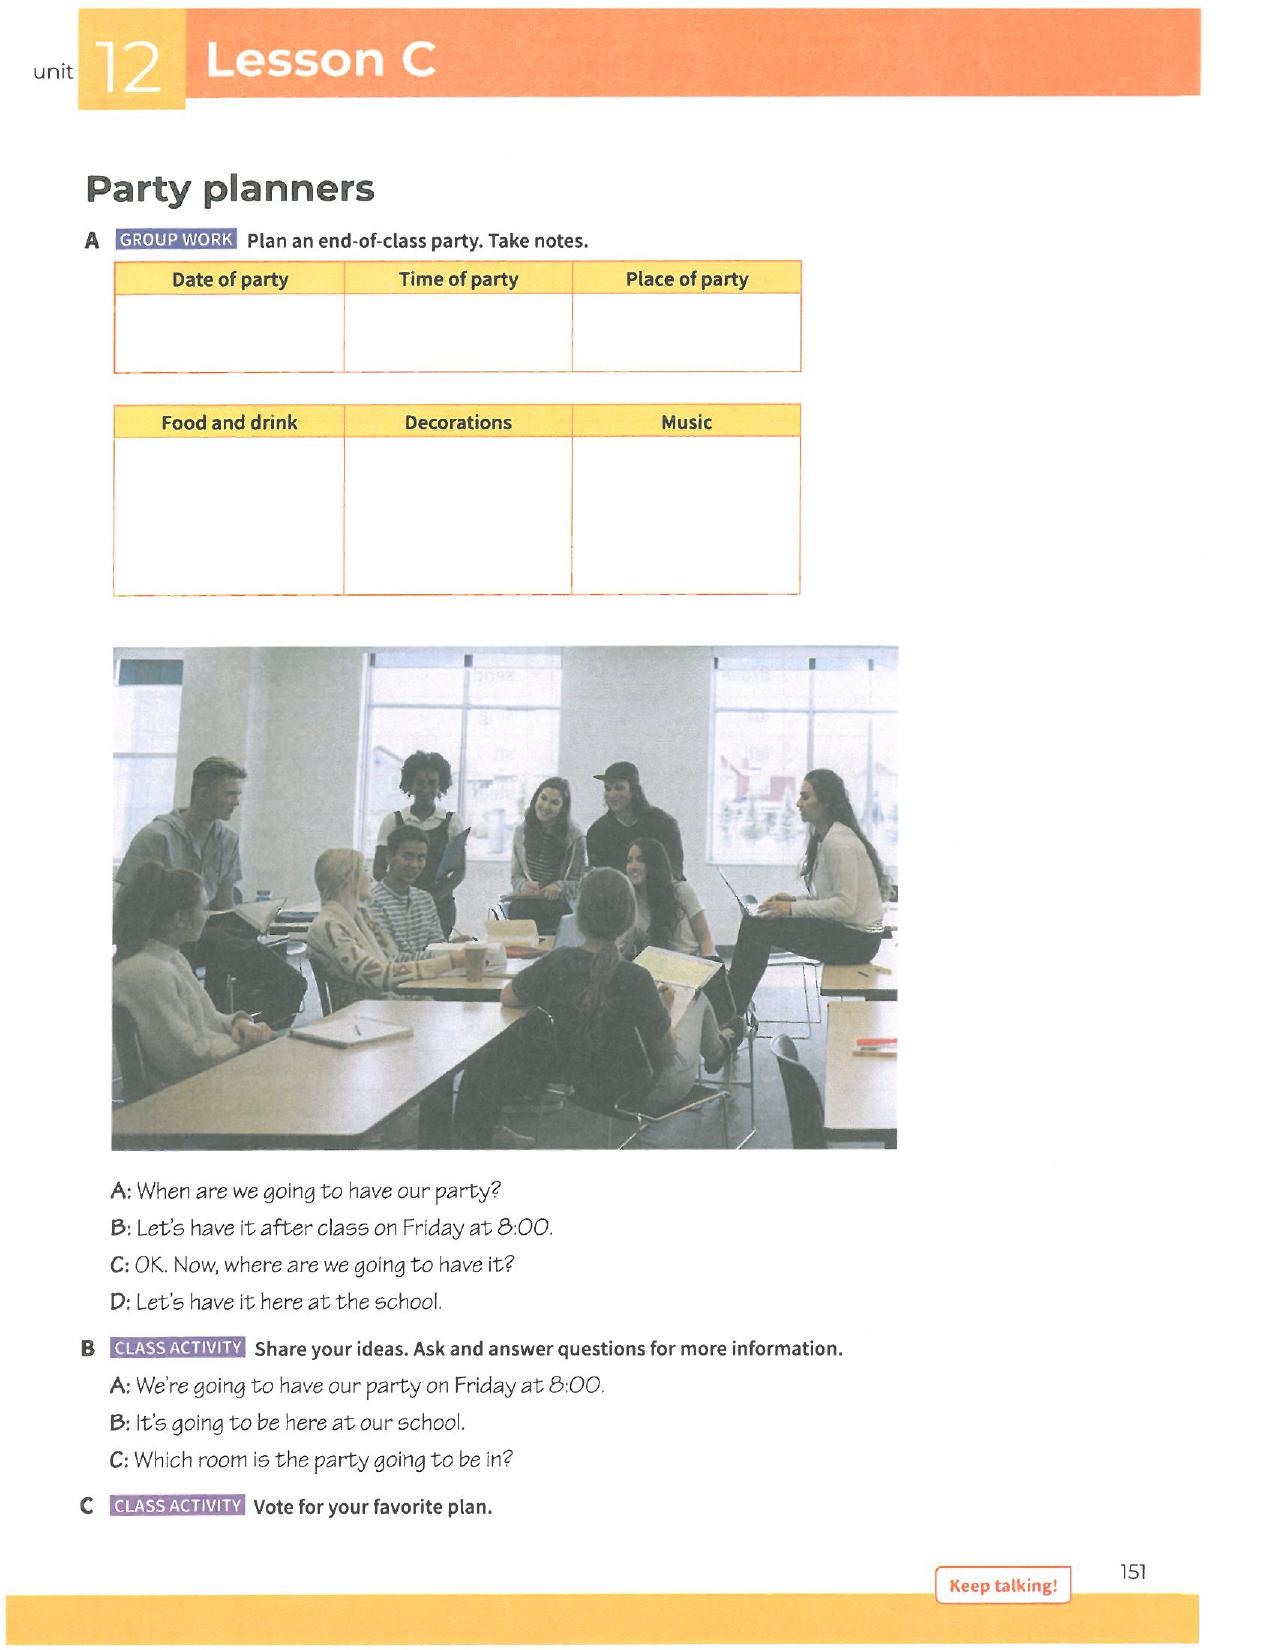 unit 12 Lesson C
Party planners
A GROUP WORK Plan an end-of-class party. Take notes.
Date of party Time of party Place of party
Food and drink Decorations Music
A: When are we going to have our party?
B: Let's have it after class on Friday at 8:00.
C: OK. Now, where are we going to have it?
D: Let's have it here at the school.
B CLASS ACTIVITY Share your ideas. Ask and answer questions for more information.
A: We're going to have our party on Friday at 8:00.
B: It's going to be here at our school.
C: Which room is the party going to be in?
C CLASS ACTIVITY Vote for your favorite plan.
Keep talking! 151